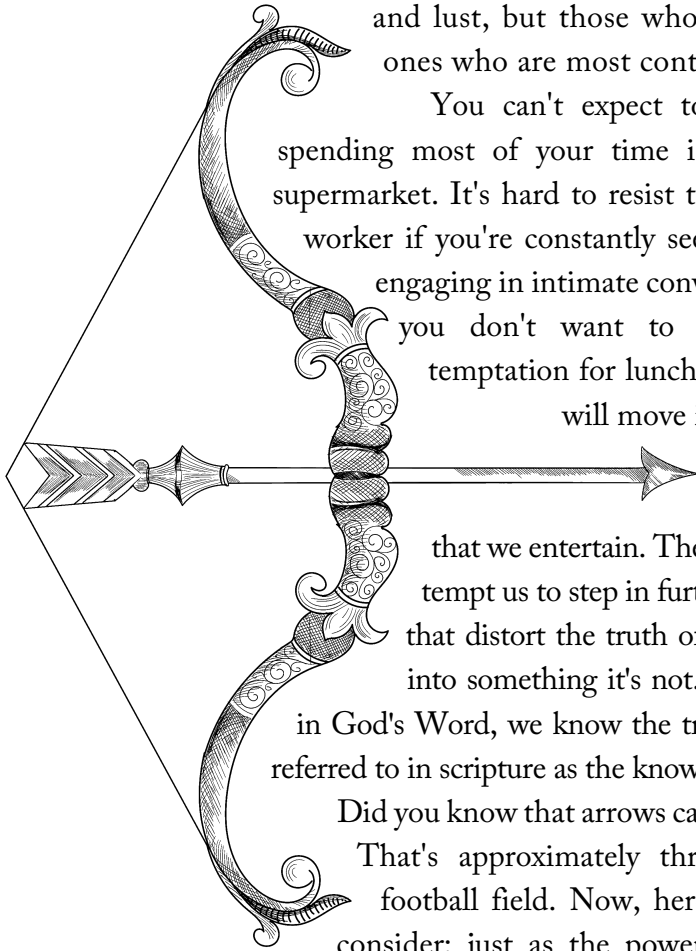 and lust, but those who
ones who are most cont
You can't expect to
spending most of your time i
supermarket. It's hard to resist t
worker if you're constantly see
engaging in intimate conv
you don't want to
temptation for lunch
will move i
that we entertain. The
tempt us to step in furt
that distort the truth o
into something it's not.
in God's Word, we know the tr
referred to in scripture as the know
Did you know that arrows ca
That's approximately thr
football field. Now, her
consider: just as the power